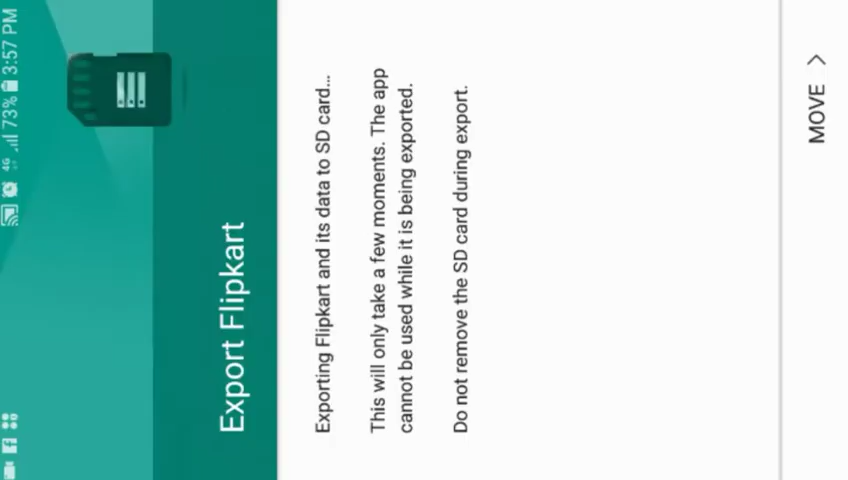 4G 73% 3:57 PM
Export Flipkart
Exporting Flipkart and its data to SD card...
This will only take a few moments. The app
cannot be used while it is being exported.
Do not remove the SD card during export.
MOVE